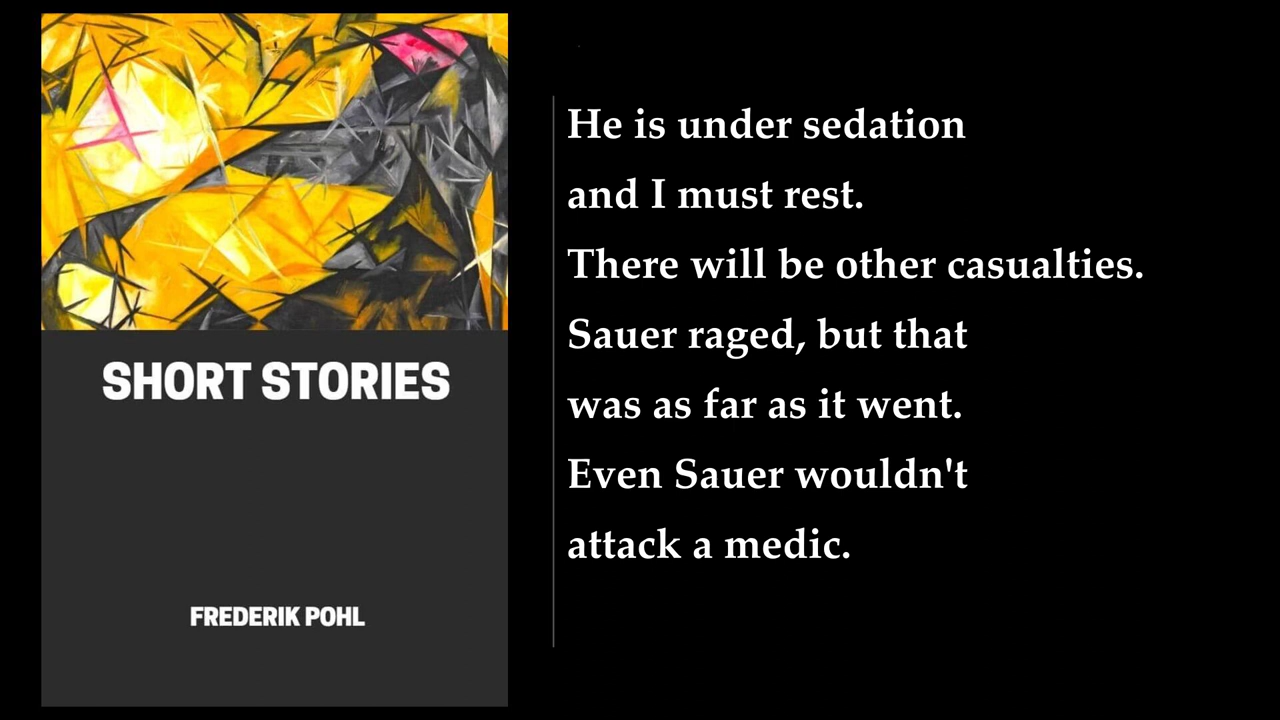 SHORT STORIES
FREDERIK POHL
He is under sedation
and I must rest.
There will be other casualties.
Sauer raged, but that
was as far as it went.
Even Sauer wouldn't
attack a medic.